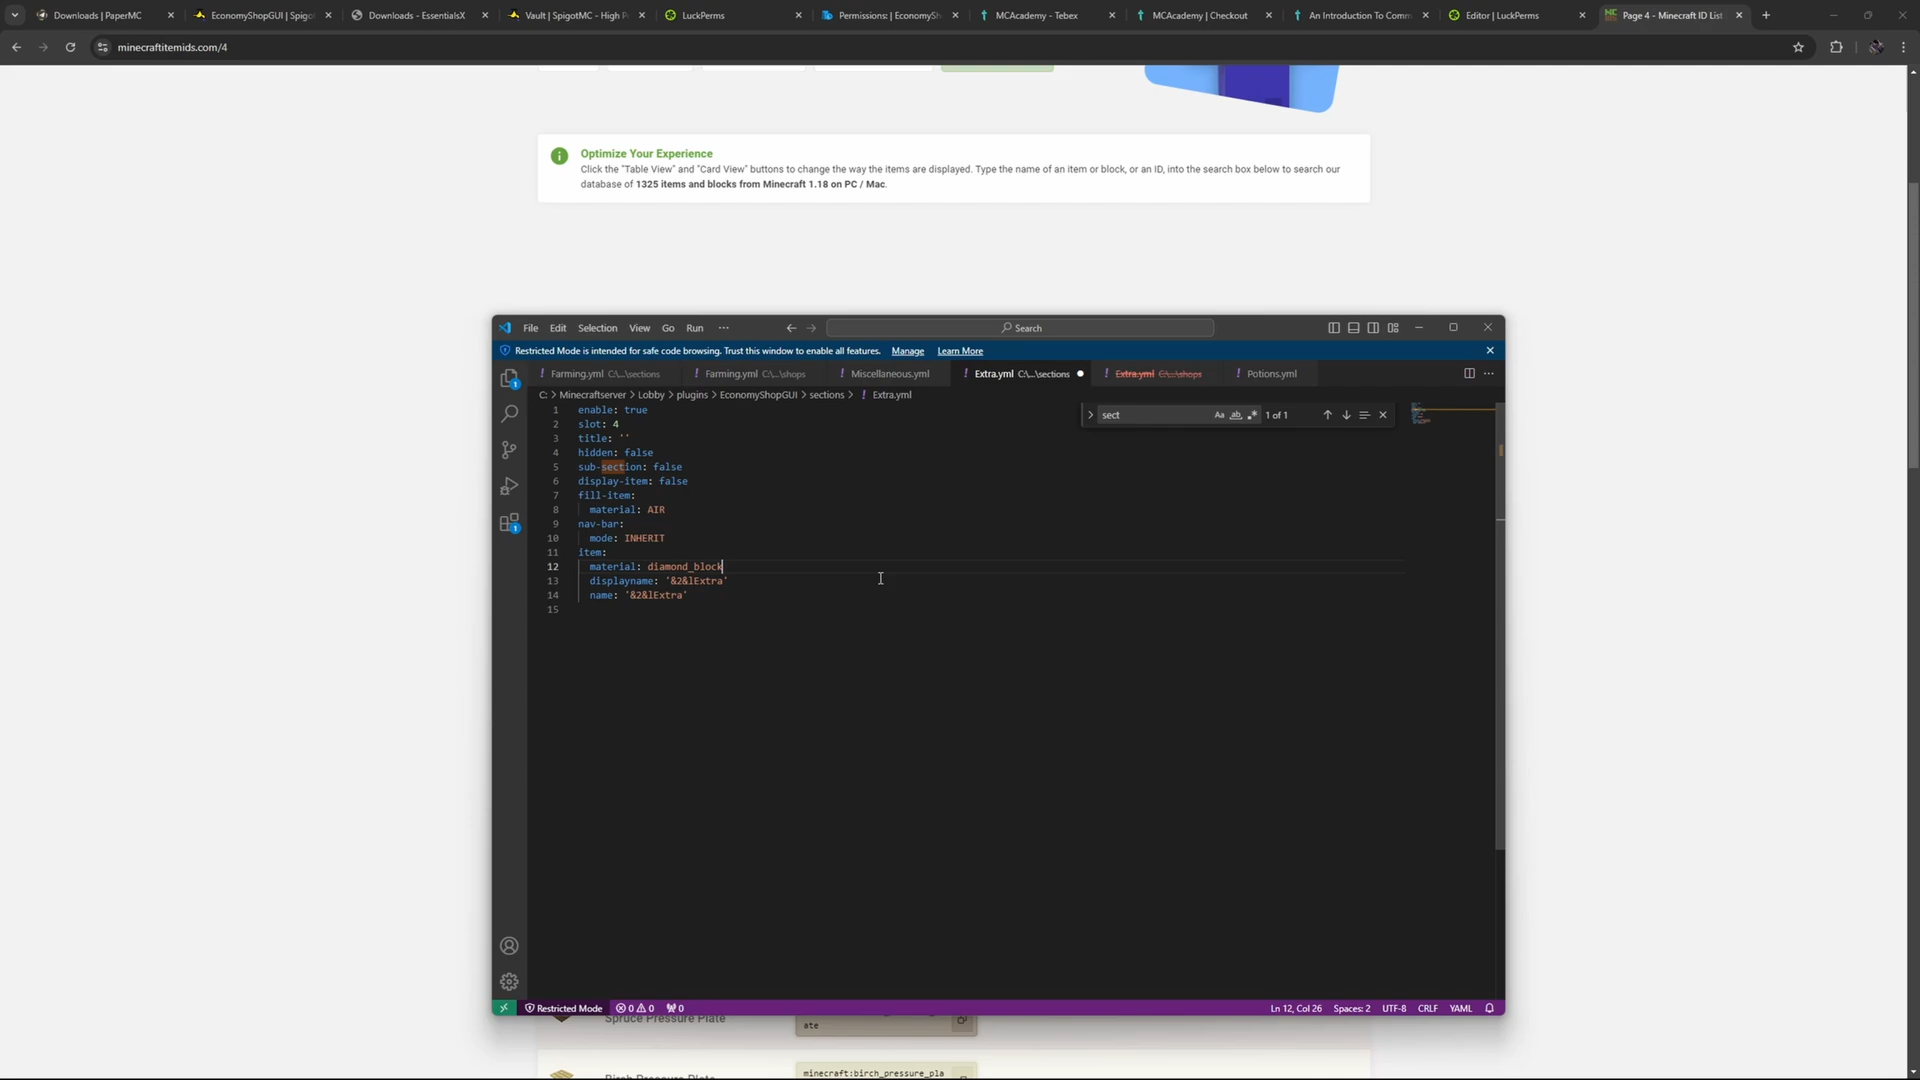 Downloads | PaperMC
EconomyShopGUI | Spigo
Downloads - EssentialsX
Vault | SpigotMC - High P
LuckPerms
Permissions: | EconomySh
MCAcademy - Tebex
MCAcademy | Checkout
An Introduction To Comm
Editor | LuckPerms
Page 4 - Minecraft ID List
minecraftitemids.com/4
Optimize Your Experience
Click the "Table View" and "Card View" buttons to change the way the items are displayed. Type the name of an item or block, or an ID, into the search box below to search our
database of 1325 items and blocks from Minecraft 1.18 on PC / Mac.
File Edit Selection View Go Run ··· Search
Restricted Mode is intended for safe code browsing. Trust this window to enable all features. Manage Learn More
! Farming.yml C:\...\sections ! Farming.yml C:\...\shops ! Miscellaneous.yml ! Extra.yml C:\...\sections ! Extra.yml C:\...\shops ! Potions.yml
C: > Minecraftserver > Lobby > plugins > EconomyShopGUI > sections > ! Extra.yml
sect Aa ab 1 of 1
1 enable: true
2 slot: 4
3 title: ''
4 hidden: false
5 sub-section: false
6 display-item: false
7 fill-item:
8 material: AIR
9 nav-bar:
10 mode: INHERIT
11 item:
12 material: diamond_block
13 displayname: '&2&lExtra'
14 name: '&2&lExtra'
15
Restricted Mode 0 0 0 Ln 12, Col 26 Spaces: 2 UTF-8 CRLF YAML
Spruce Pressure Plate
ate
Birch Pressure Plate
minecraft:birch_pressure_pla